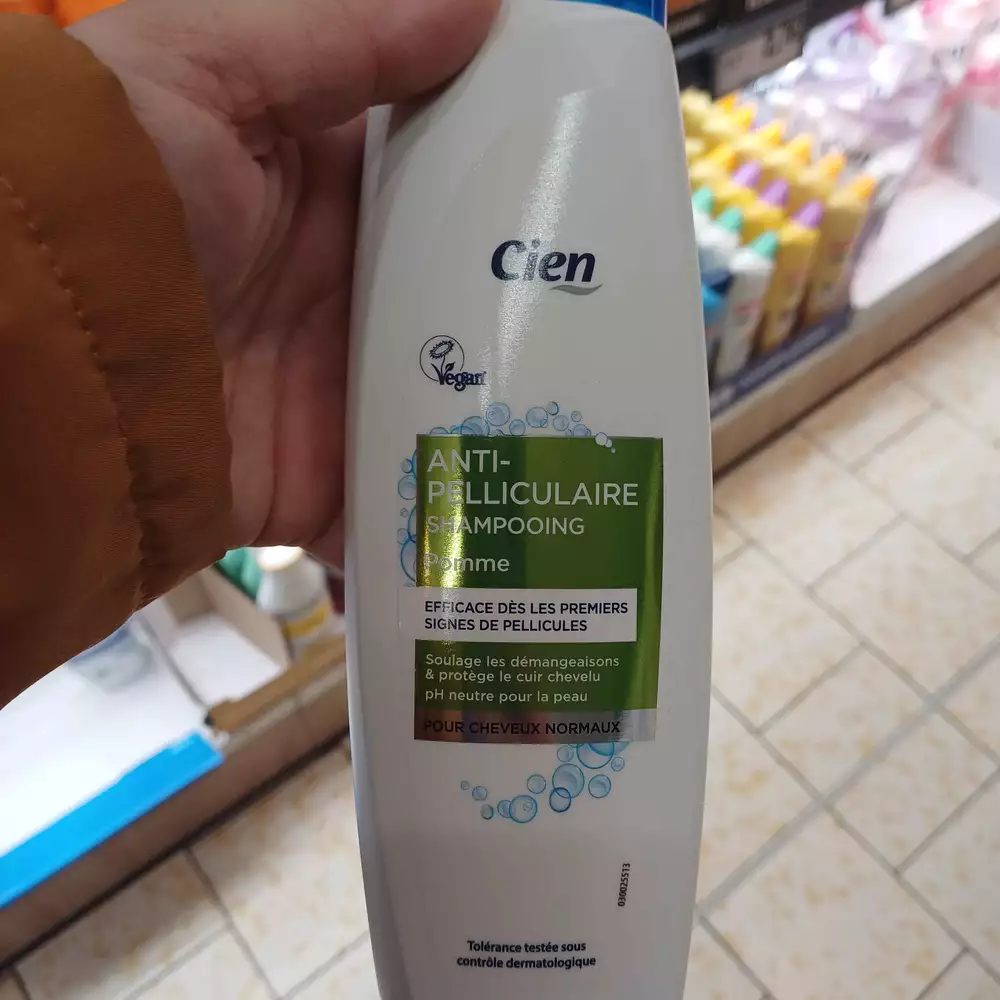 Cien
Vegan
ANTI-
PELLICULAIRE
SHAMPOOING
Pomme
EFFICACE DÈS LES PREMIERS
SIGNES DE PELLICULES
Soulage les démangeaisons
& protège le cuir chevelu
pH neutre pour la peau
POUR CHEVEUX NORMAUX
030025513
Tolérance testée sous
contrôle dermatologique